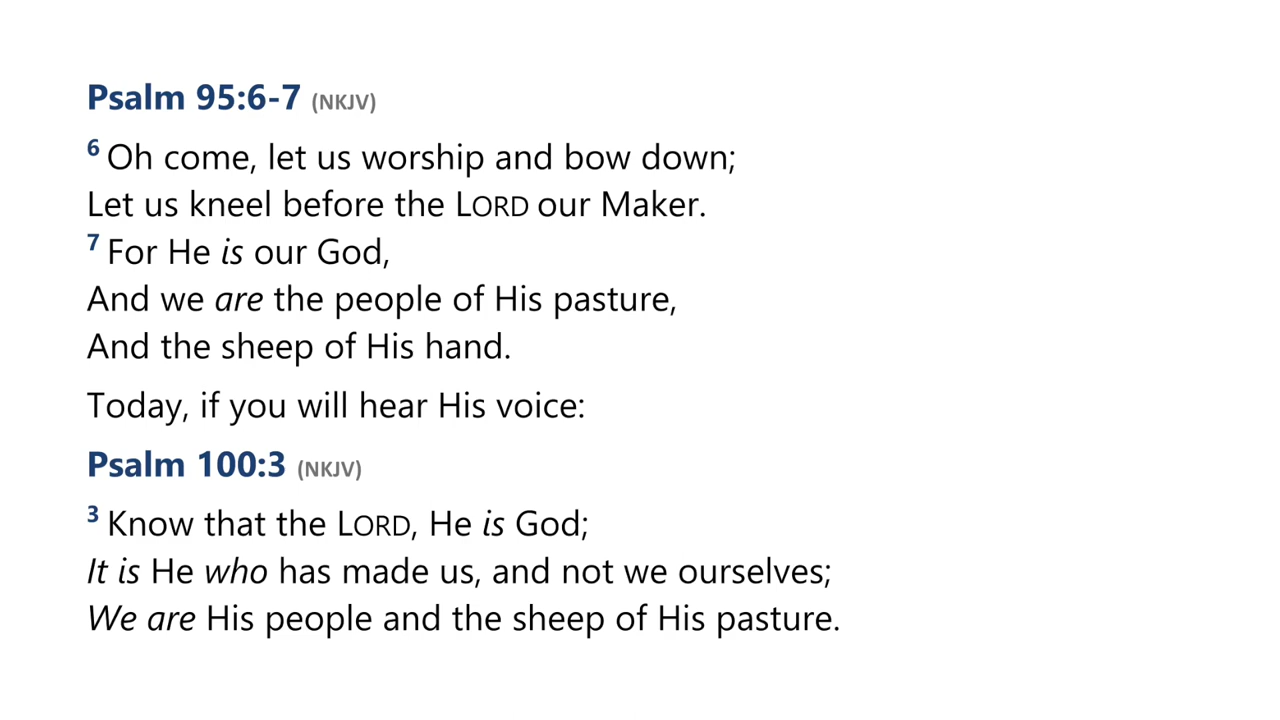 Psalm 95:6-7 (NKJV)
6 Oh come, let us worship and bow down;
Let us kneel before the LORD our Maker.
7 For He is our God,
And we are the people of His pasture,
And the sheep of His hand.
Today, if you will hear His voice:
Psalm 100:3 (NKJV)
3 Know that the LORD, He is God;
It is He who has made us, and not we ourselves;
We are His people and the sheep of His pasture.